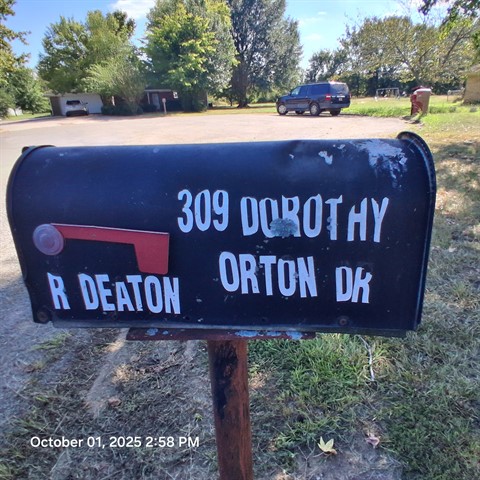 309 DOROTHY
ORTON DR
R DEATON
October 01, 2025 2:58 PM